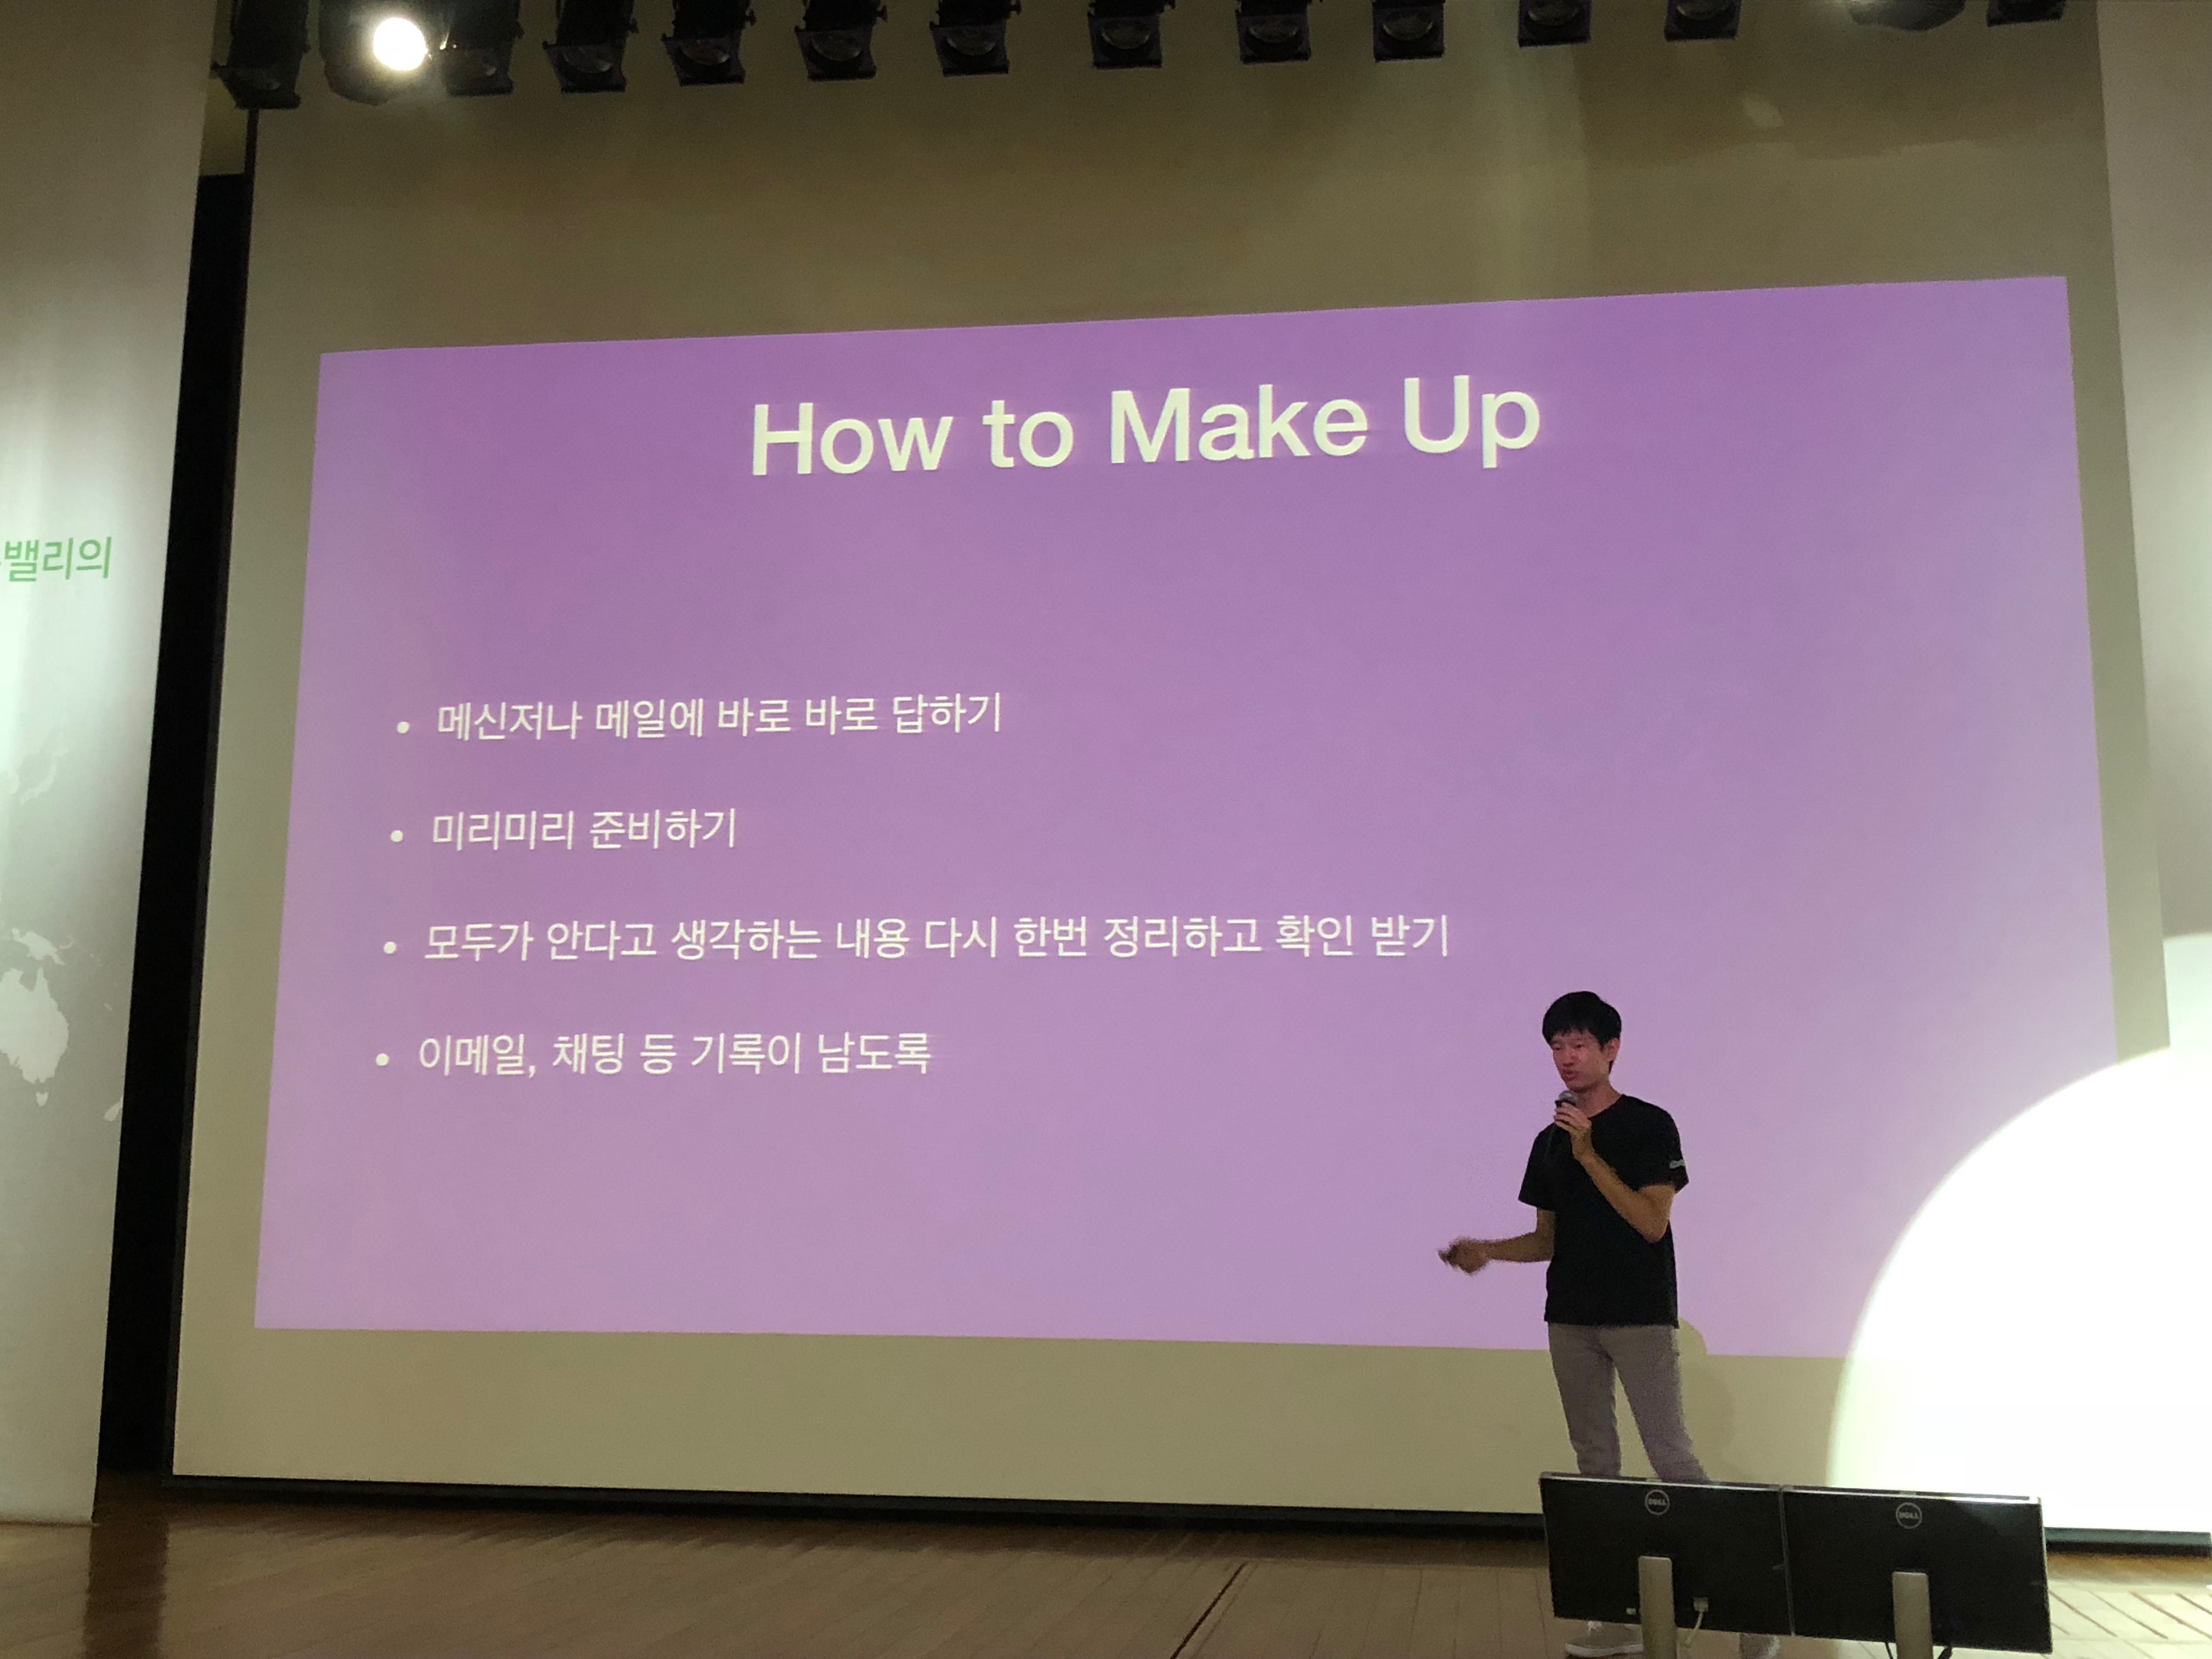 How to Make Up
밸리의
• 메신저나 메일에 바로 바로 답하기
• 미리미리 준비하기
• 모두가 안다고 생각하는 내용 다시 한번 정리하고 확인 받기
• 이메일, 채팅 등 기록이 남도록
DELL
DELL